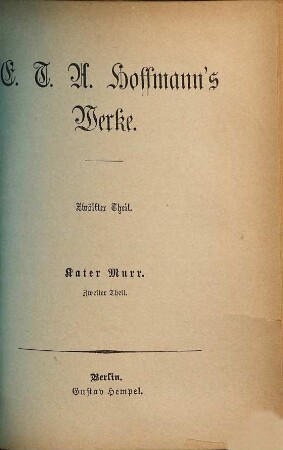 E. T. A. Hoffmann's
Werke.
Zwölfter Theil.
Kater Murr.
Zweiter Theil.
Berlin.
Gustav Hempel.